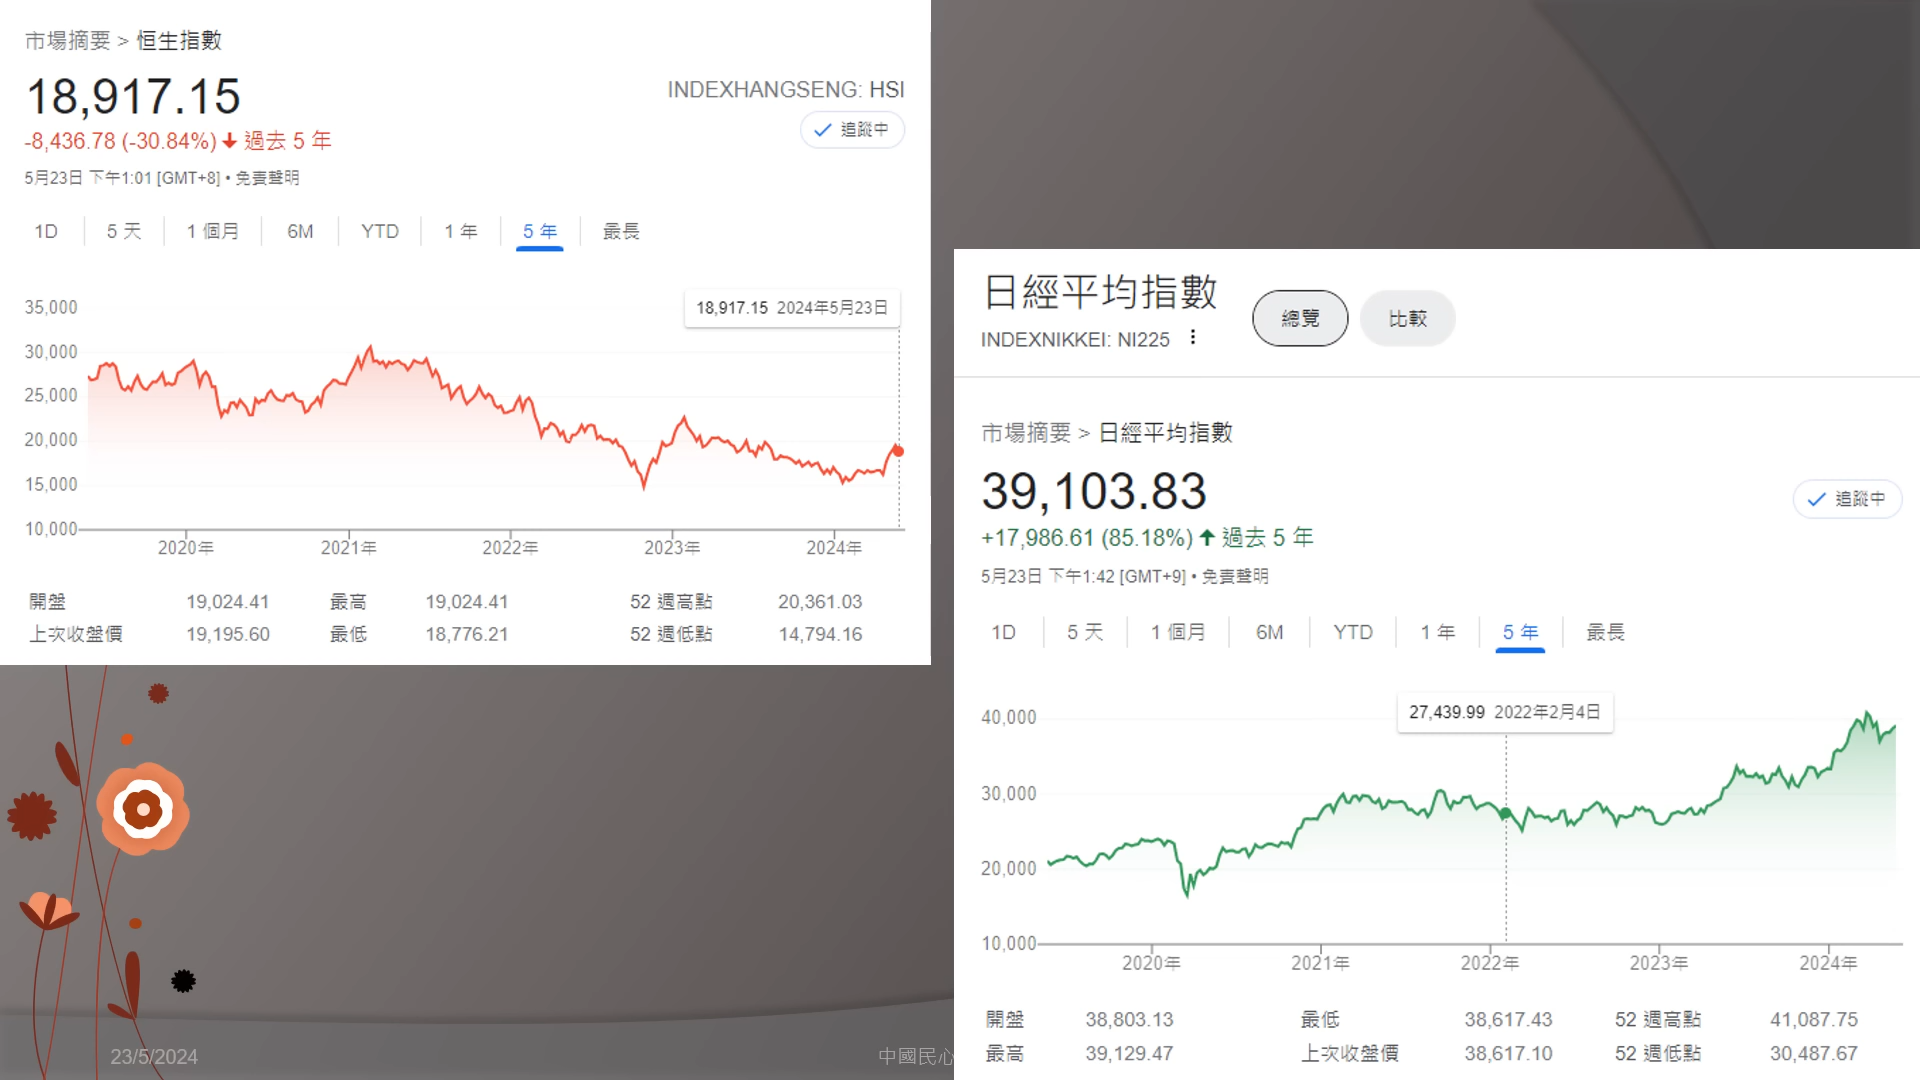 市場摘要 > 恒生指數
18,917.15
INDEXHANGSENG: HSI
-8,436.78 (-30.84%) 過去 5 年
追蹤中
5月23日 下午1:01 [GMT+8] • 免責聲明
1D 5 天 1 個月 6M YTD 1 年 5 年 最長
18,917.15 2024年5月23日
35,000
30,000
25,000
20,000
15,000
10,000
2020年 2021年 2022年 2023年 2024年
開盤 19,024.41 最高 19,024.41 52 週高點 20,361.03
上次收盤價 19,195.60 最低 18,776.21 52 週低點 14,794.16
日經平均指數
INDEXNIKKEI: NI225
總覽 比較
市場摘要 > 日經平均指數
39,103.83
追蹤中
+17,986.61 (85.18%) 過去 5 年
5月23日 下午1:42 [GMT+9] • 免責聲明
1D 5 天 1 個月 6M YTD 1 年 5 年 最長
27,439.99 2022年2月4日
40,000
30,000
20,000
10,000
2020年 2021年 2022年 2023年 2024年
開盤 38,803.13 最低 38,617.43 52 週高點 41,087.75
最高 39,129.47 上次收盤價 38,617.10 52 週低點 30,487.67
23/5/2024
中國民心